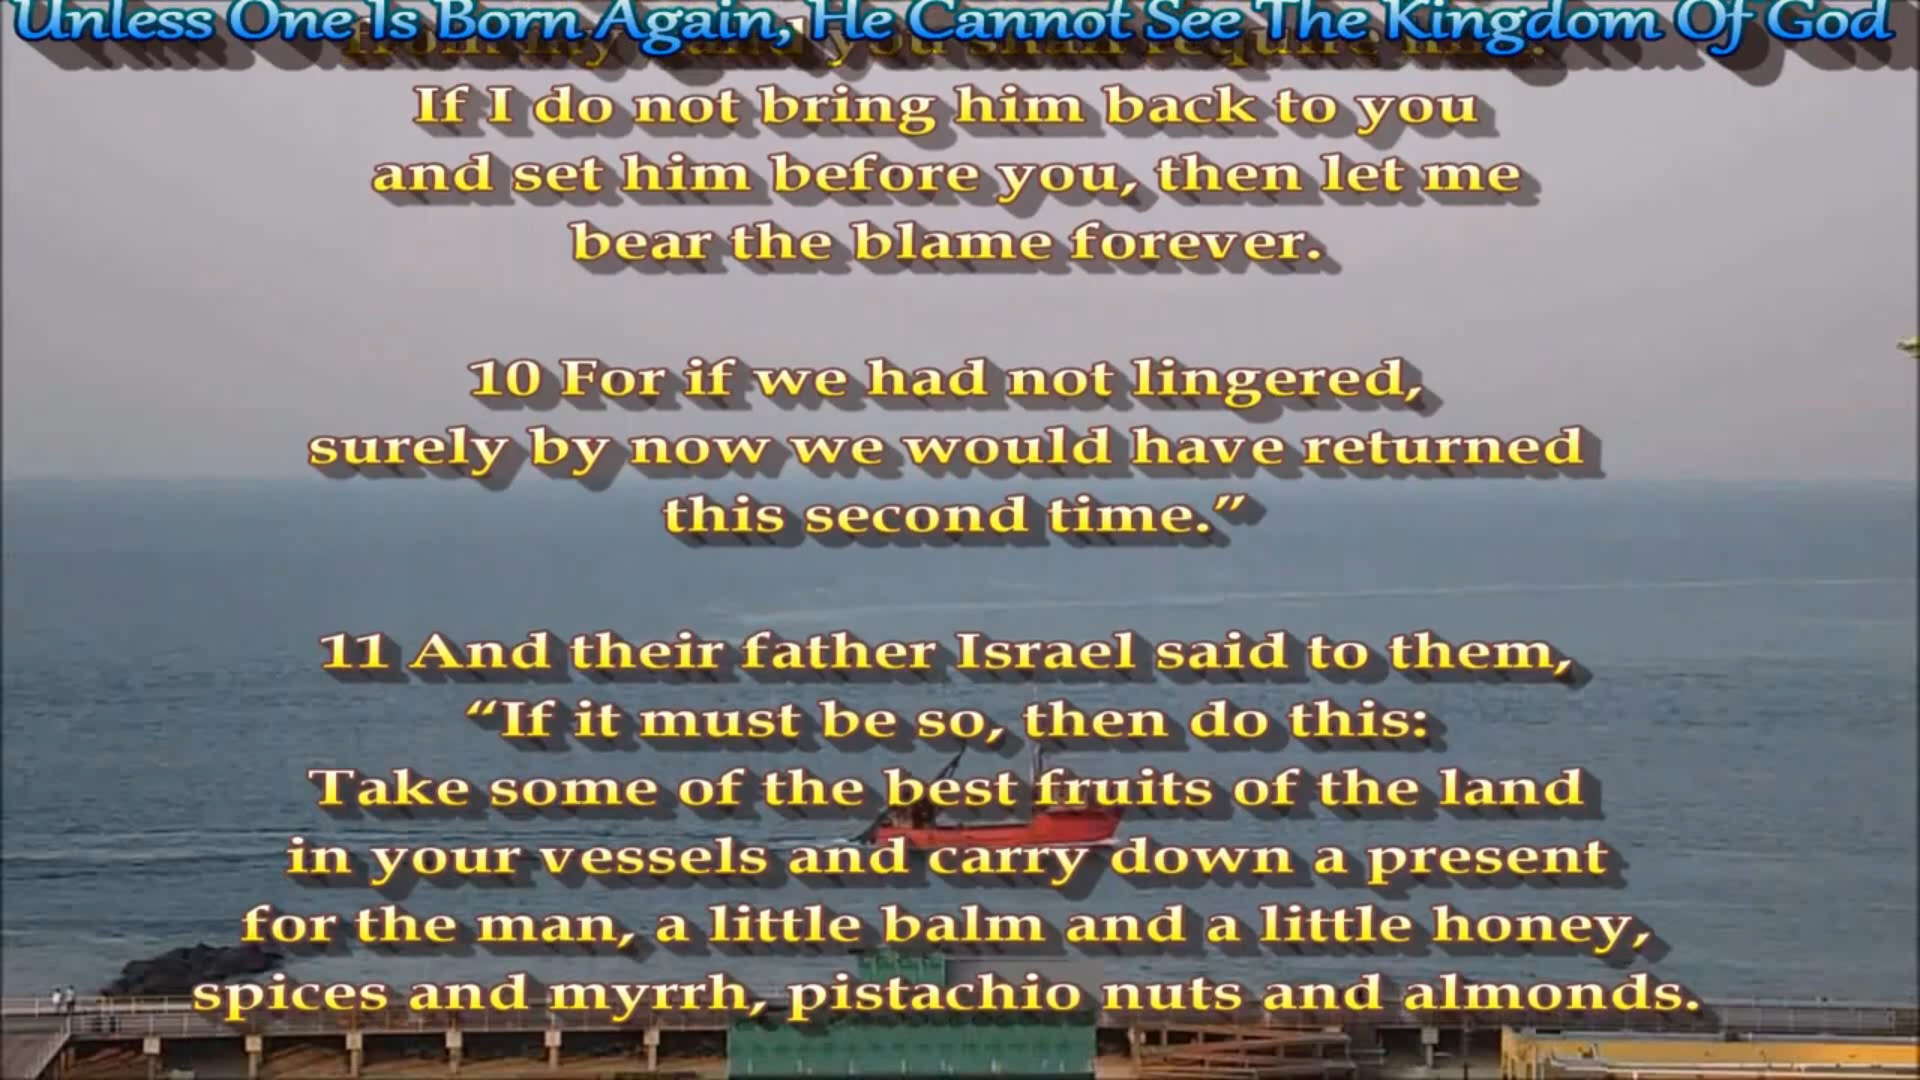 Unless One Is Born Again, He Cannot See The Kingdom Of God
from my hand you shall require him.
If I do not bring him back to you
and set him before you, then let me
bear the blame forever.
10 For if we had not lingered,
surely by now we would have returned
this second time.”
11 And their father Israel said to them,
“If it must be so, then do this:
Take some of the best fruits of the land
in your vessels and carry down a present
for the man, a little balm and a little honey,
spices and myrrh, pistachio nuts and almonds.